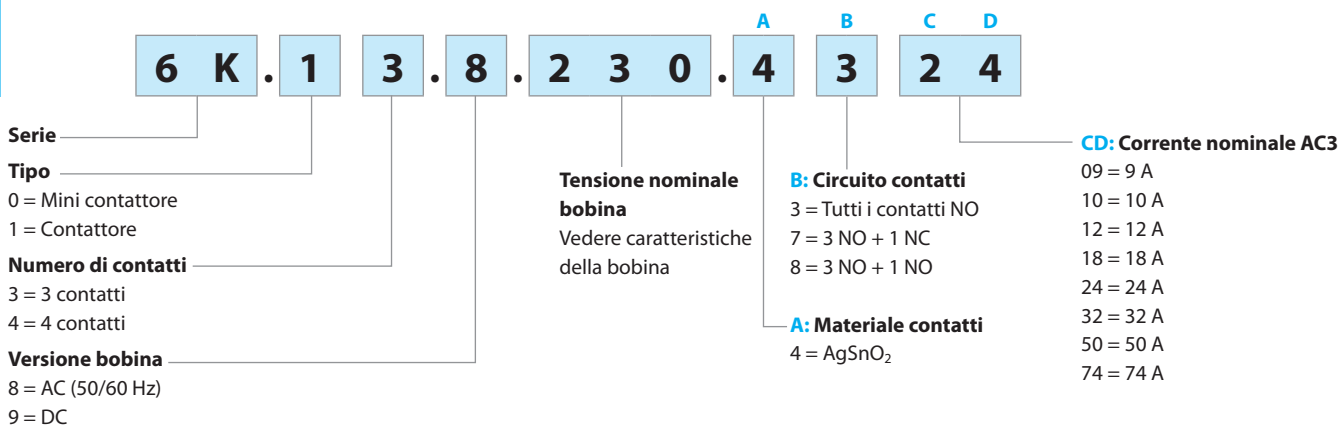 A B C D
6 K . 1 3 . 8 . 2 3 0 . 4 3 2 4
Serie
Tipo
0 = Mini contattore
1 = Contattore
Numero di contatti
3 = 3 contatti
4 = 4 contatti
Versione bobina
8 = AC (50/60 Hz)
9 = DC
Tensione nominale
bobina
Vedere caratteristiche
della bobina
B: Circuito contatti
3 = Tutti i contatti NO
7 = 3 NO + 1 NC
8 = 3 NO + 1 NO
A: Materiale contatti
4 = AgSnO₂
CD: Corrente nominale AC3
09 = 9 A
10 = 10 A
12 = 12 A
18 = 18 A
24 = 24 A
32 = 32 A
50 = 50 A
74 = 74 A